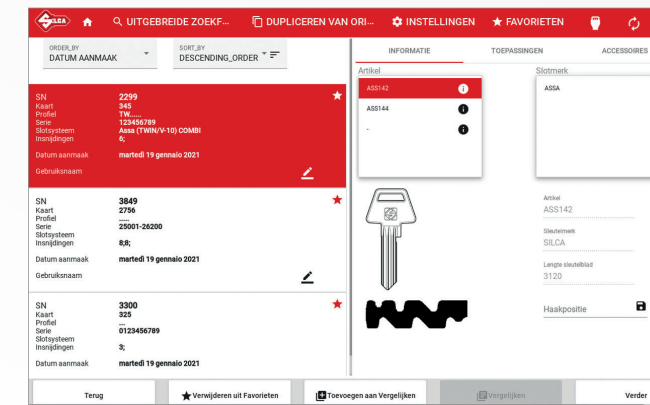 SILCA
UITGEBREIDE ZOEKF... DUPLICEREN VAN ORI... INSTELLINGEN FAVORIETEN
ORDER_BY
DATUM AANMAAK
SORT_BY
DESCENDING_ORDER
SN 2299
Kaart 345
Profiel TW......
Serie 123456789
Slotsysteem Assa (TWIN/V-10) COMBI
Insnijdingen 6;
Datum aanmaak martedì 19 gennaio 2021
Gebruiksnaam
SN 3849
Kaart 2756
Profiel .....
Serie 25001-26200
Slotsysteem
Insnijdingen 8;8;
Datum aanmaak martedì 19 gennaio 2021
Gebruiksnaam
SN 3300
Kaart 325
Profiel ...
Serie 0123456789
Slotsysteem
Insnijdingen 3;
Datum aanmaak martedì 19 gennaio 2021
INFORMATIE TOEPASSINGEN ACCESSOIRES
Artikel
ASS142
ASS144
-
Slotmerk
ASSA
Artikel
ASS142
Sleutelmerk
SILCA
Lengte sleutelblad
3120
Haakpositie
Terug Verwijderen uit Favorieten Toevoegen aan Vergelijken Vergelijken Verder